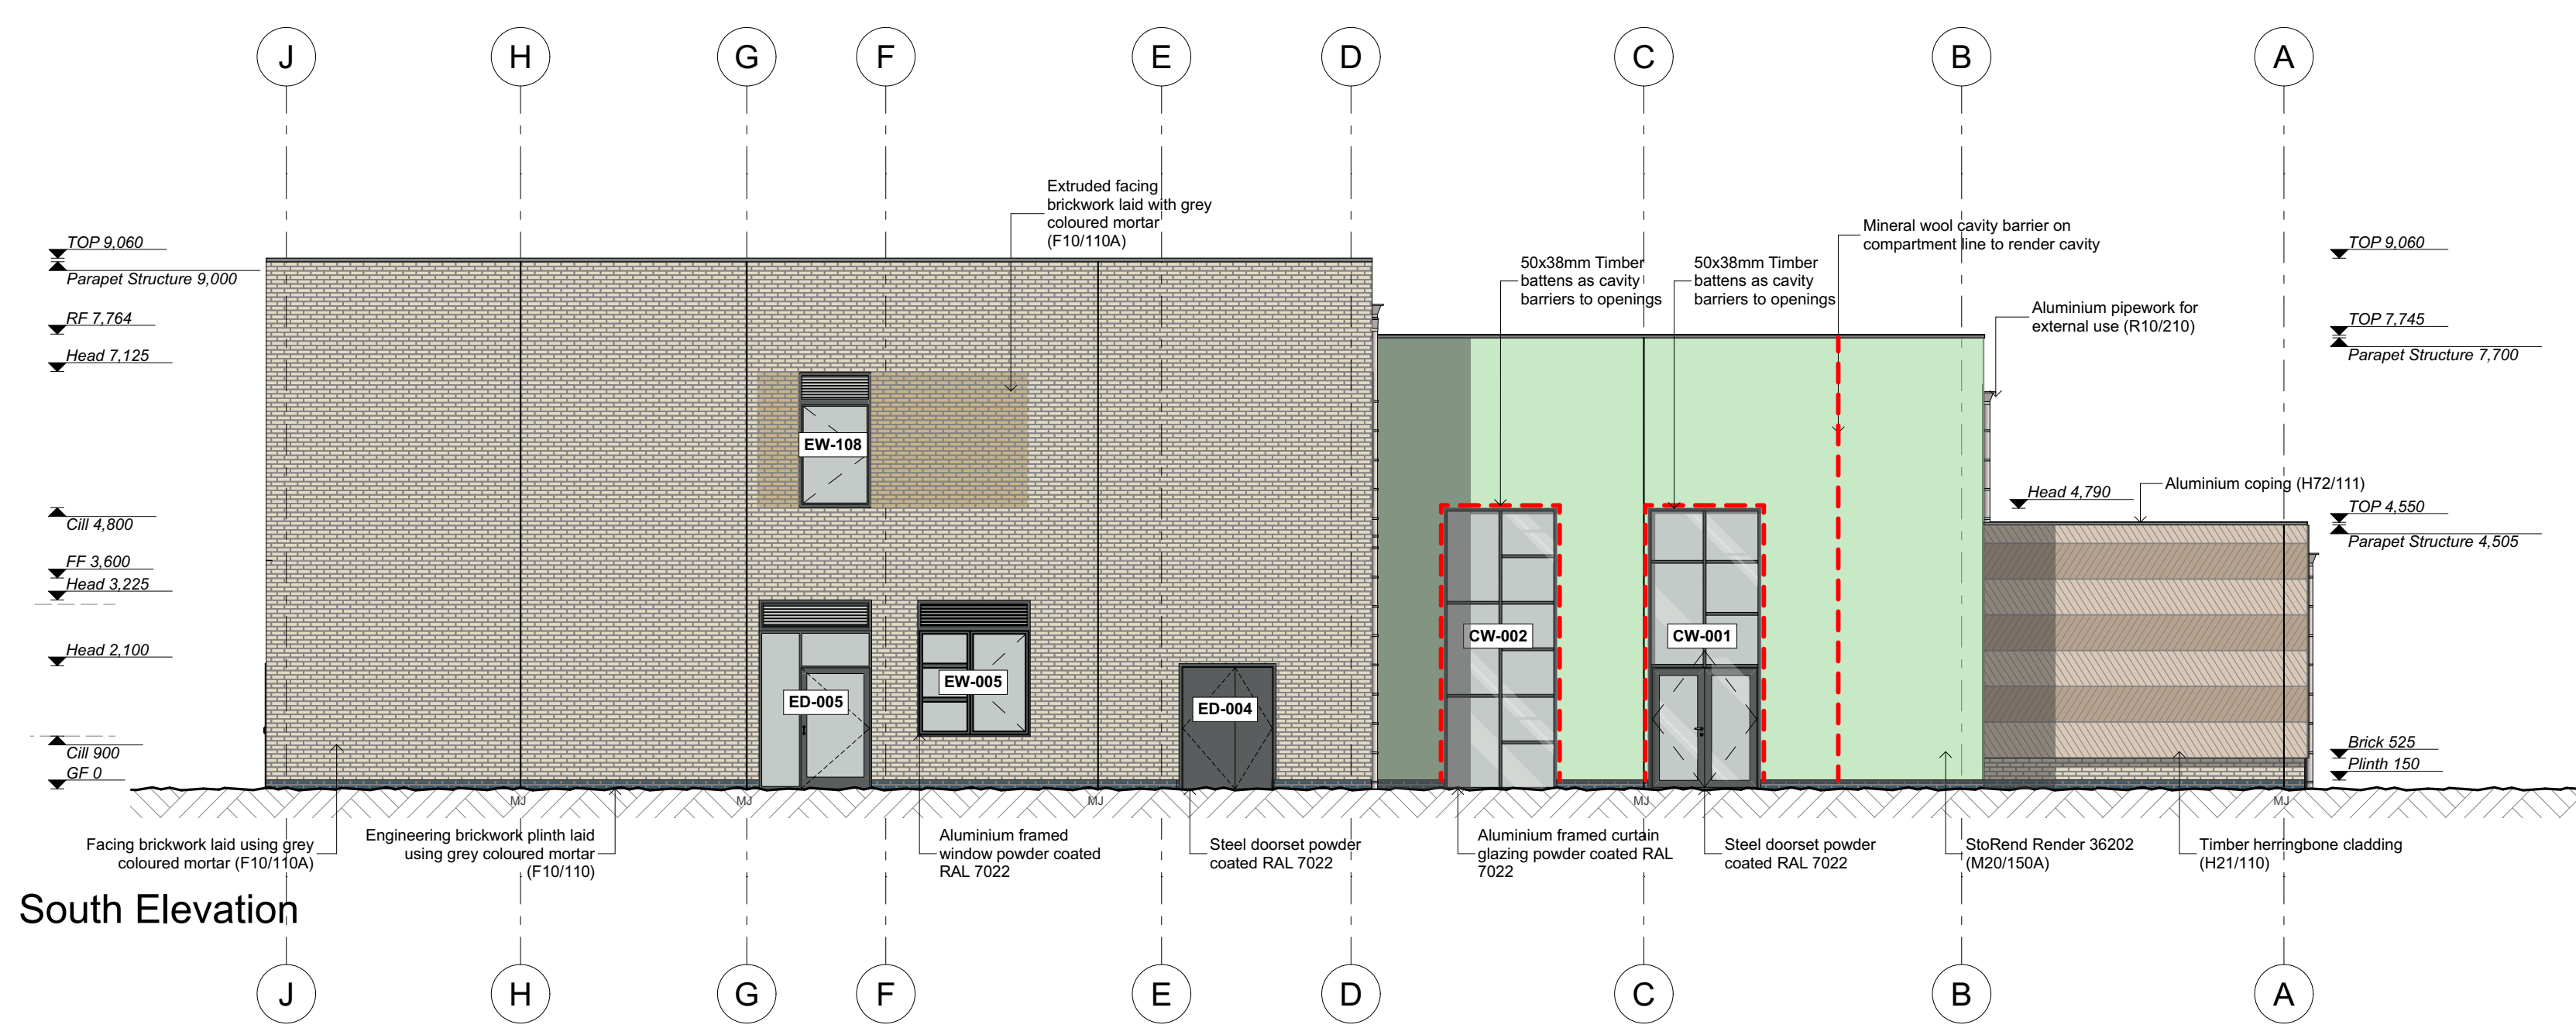 J
H
G
F
E
D
C
B
A
Extruded facing
brickwork laid with grey
coloured mortar
(F10/110A)
Mineral wool cavity barrier on
compartment line to render cavity
50x38mm Timber
battens as cavity
barriers to openings
50x38mm Timber
battens as cavity
barriers to openings
Aluminium pipework for
external use (R10/210)
TOP 9,060
Parapet Structure 9,000
RF 7,764
Head 7,125
Cill 4,800
FF 3,600
Head 3,225
Head 2,100
Cill 900
GF 0
TOP 9,060
TOP 7,745
Parapet Structure 7,700
Head 4,790
Aluminium coping (H72/111)
TOP 4,550
Parapet Structure 4,505
Brick 525
Plinth 150
EW-108
ED-005
EW-005
ED-004
CW-002
CW-001
MJ
MJ
MJ
MJ
MJ
Facing brickwork laid using grey
coloured mortar (F10/110A)
Engineering brickwork plinth laid
using grey coloured mortar
(F10/110)
Aluminium framed
window powder coated
RAL 7022
Steel doorset powder
coated RAL 7022
Aluminium framed curtain
glazing powder coated RAL
7022
Steel doorset powder
coated RAL 7022
StoRend Render 36202
(M20/150A)
Timber herringbone cladding
(H21/110)
South Elevation
J
H
G
F
E
D
C
B
A